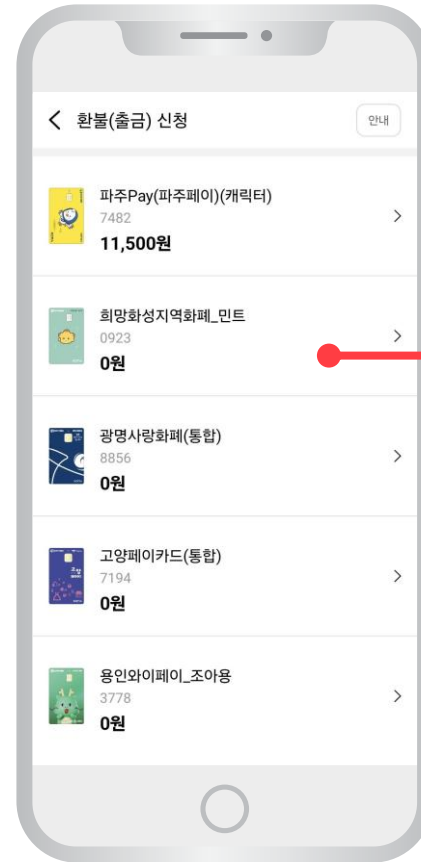 환불(출금) 신청
안내
파주Pay(파주페이)(캐릭터)
7482
11,500원
희망화성지역화폐_민트
0923
0원
광명사랑화폐(통합)
8856
0원
고양페이카드(통합)
7194
0원
용인와이페이_조아용
3778
0원